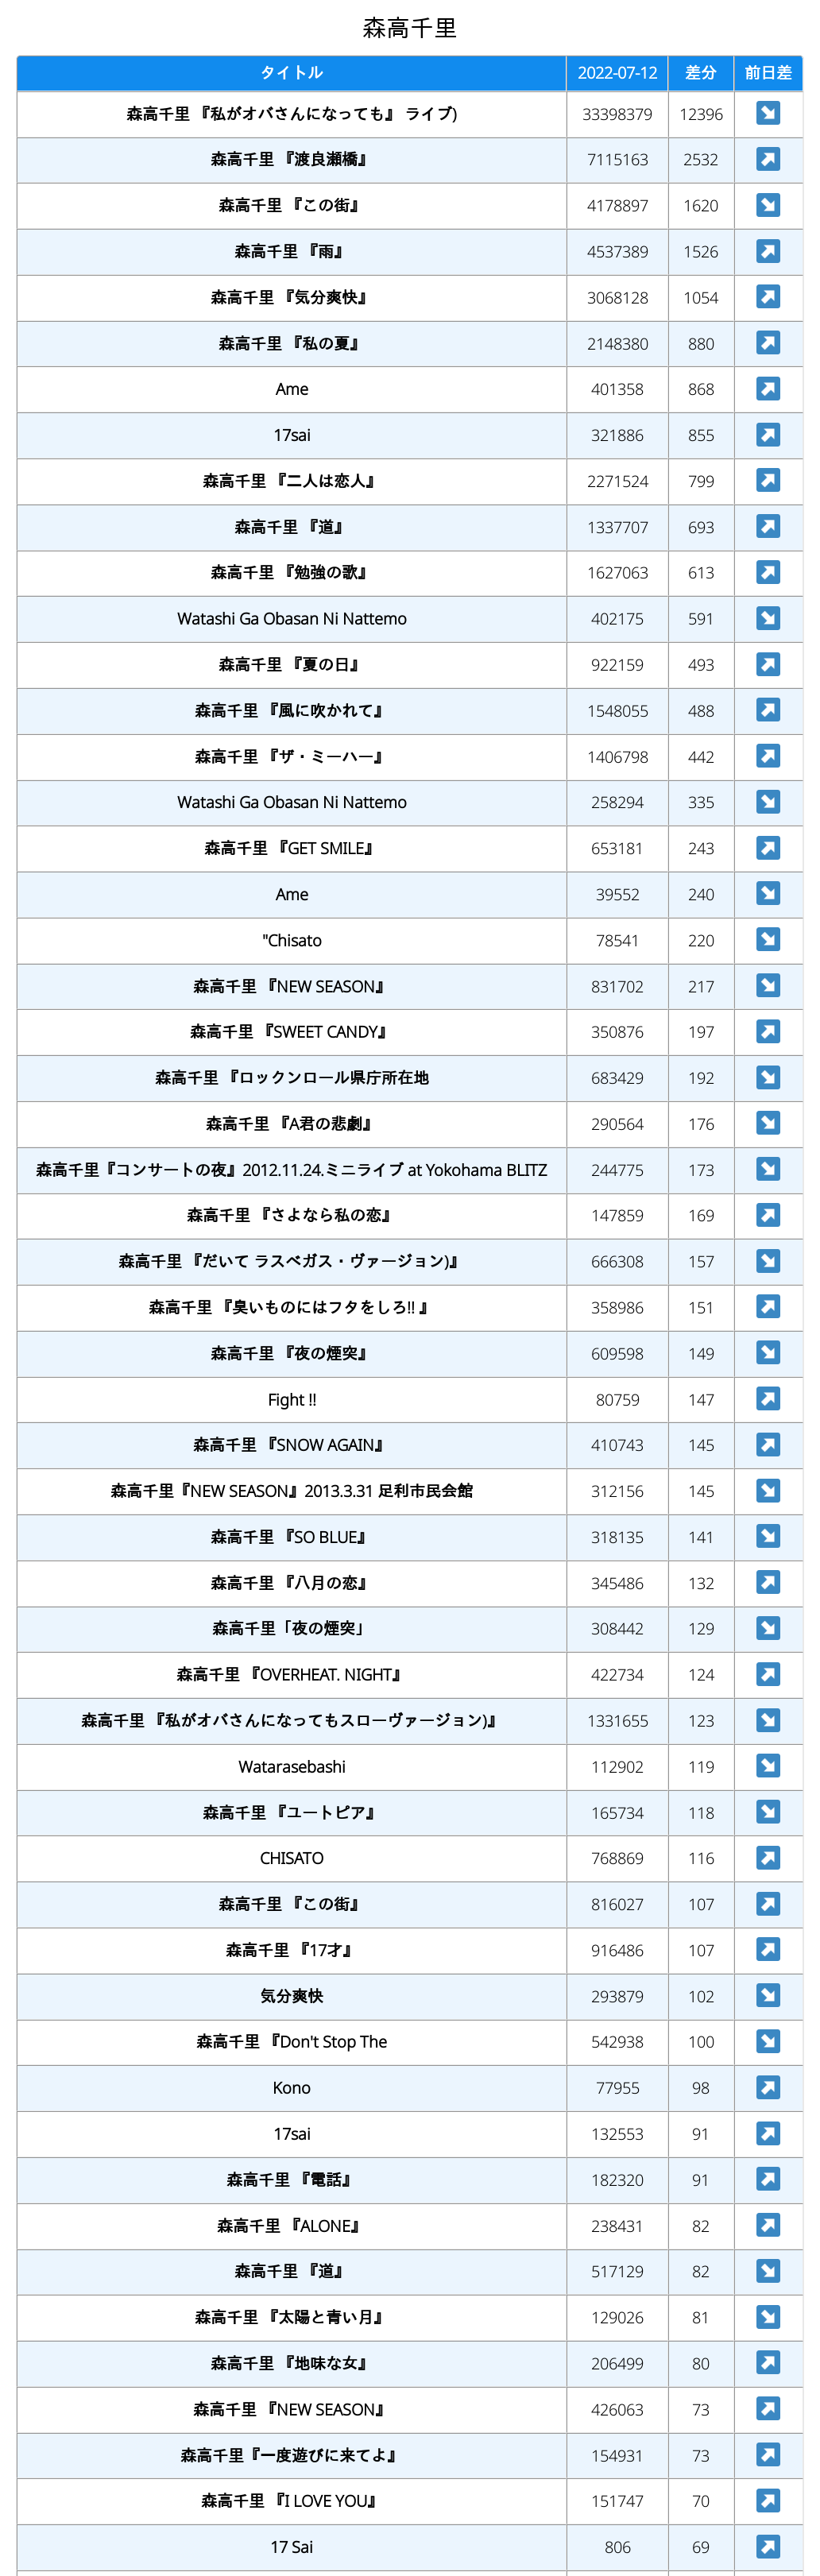 森高千里
タイトル 2022-07-12 差分 前日差
森高千里 『私がオバさんになっても』 ライブ) 33398379 12396
森高千里 『渡良瀬橋』 7115163 2532
森高千里 『この街』 4178897 1620
森高千里 『雨』 4537389 1526
森高千里 『気分爽快』 3068128 1054
森高千里 『私の夏』 2148380 880
Ame 401358 868
17sai 321886 855
森高千里 『二人は恋人』 2271524 799
森高千里 『道』 1337707 693
森高千里 『勉強の歌』 1627063 613
Watashi Ga Obasan Ni Nattemo 402175 591
森高千里 『夏の日』 922159 493
森高千里 『風に吹かれて』 1548055 488
森高千里 『ザ・ミーハー』 1406798 442
Watashi Ga Obasan Ni Nattemo 258294 335
森高千里 『GET SMILE』 653181 243
Ame 39552 240
"Chisato 78541 220
森高千里 『NEW SEASON』 831702 217
森高千里 『SWEET CANDY』 350876 197
森高千里 『ロックンロール県庁所在地 683429 192
森高千里 『A君の悲劇』 290564 176
森高千里『コンサートの夜』2012.11.24.ミニライブ at Yokohama BLITZ 244775 173
森高千里 『さよなら私の恋』 147859 169
森高千里 『だいて ラスベガス・ヴァージョン)』 666308 157
森高千里 『臭いものにはフタをしろ!! 』 358986 151
森高千里 『夜の煙突』 609598 149
Fight !! 80759 147
森高千里 『SNOW AGAIN』 410743 145
森高千里『NEW SEASON』2013.3.31 足利市民会館 312156 145
森高千里 『SO BLUE』 318135 141
森高千里 『八月の恋』 345486 132
森高千里「夜の煙突」 308442 129
森高千里 『OVERHEAT. NIGHT』 422734 124
森高千里 『私がオバさんになってもスローヴァージョン)』 1331655 123
Watarasebashi 112902 119
森高千里 『ユートピア』 165734 118
CHISATO 768869 116
森高千里 『この街』 816027 107
森高千里 『17才』 916486 107
気分爽快 293879 102
森高千里 『Don't Stop The 542938 100
Kono 77955 98
17sai 132553 91
森高千里 『電話』 182320 91
森高千里 『ALONE』 238431 82
森高千里 『道』 517129 82
森高千里 『太陽と青い月』 129026 81
森高千里 『地味な女』 206499 80
森高千里 『NEW SEASON』 426063 73
森高千里『一度遊びに来てよ』 154931 73
森高千里 『I LOVE YOU』 151747 70
17 Sai 806 69